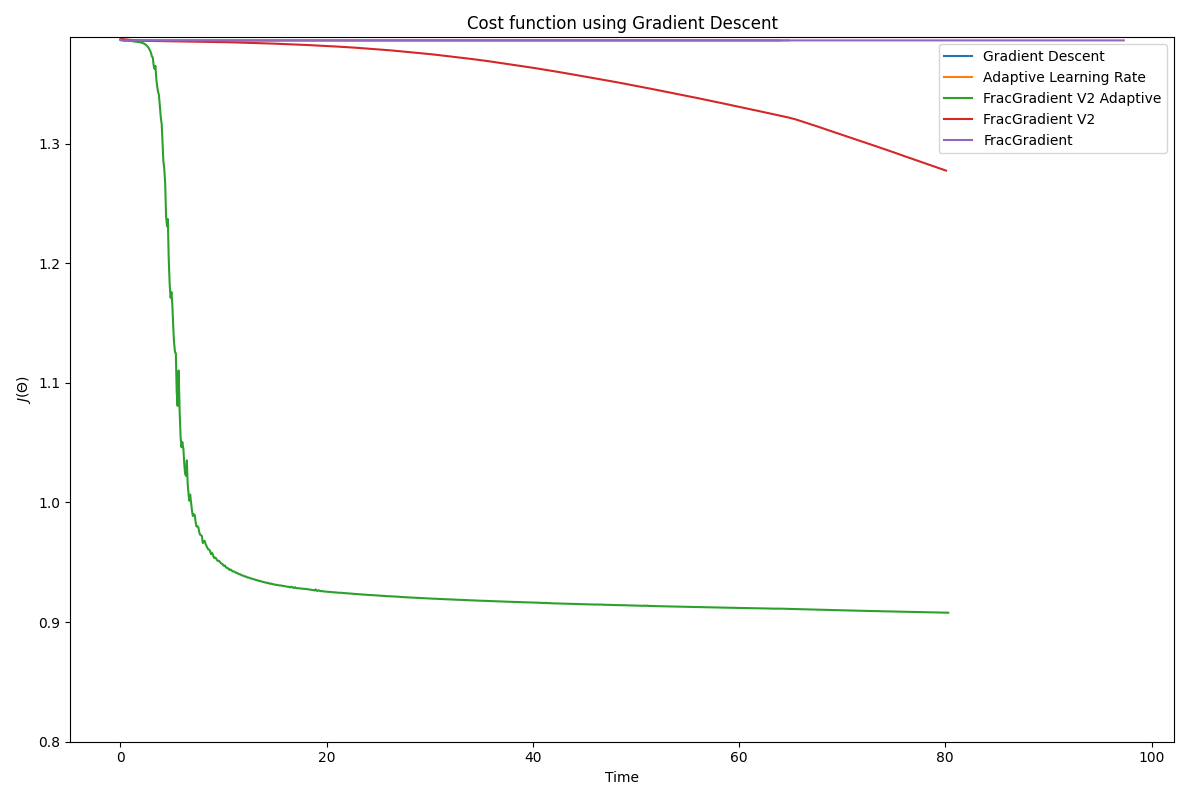 Cost function using Gradient Descent
Gradient Descent
Adaptive Learning Rate
FracGradient V2 Adaptive
FracGradient V2
FracGradient
J(Θ)
1.3
1.2
1.1
1.0
0.9
0.8
0 20 40 60 80 100
Time